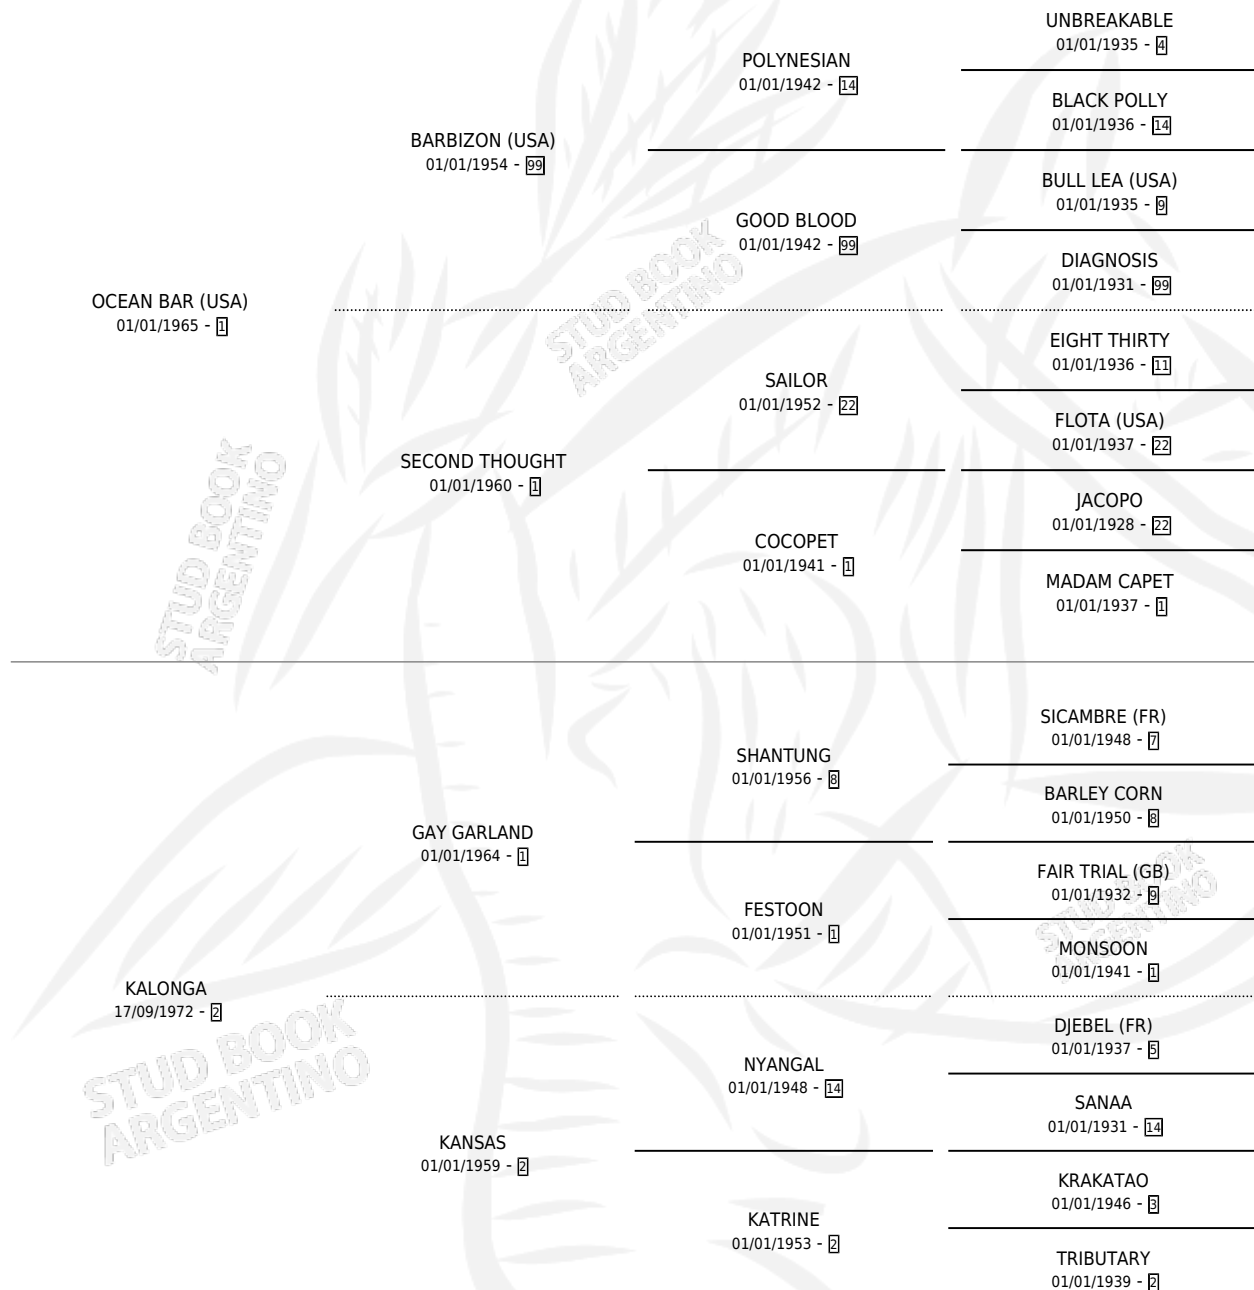 UNBREAKABLE
01/01/1935 - 4
POLYNESIAN
01/01/1942 - 14
BLACK POLLY
01/01/1936 - 14
BARBIZON (USA)
01/01/1954 - 99
BULL LEA (USA)
01/01/1935 - 9
GOOD BLOOD
01/01/1942 - 99
DIAGNOSIS
01/01/1931 - 99
OCEAN BAR (USA)
01/01/1965 - 1
EIGHT THIRTY
01/01/1936 - 11
SAILOR
01/01/1952 - 22
FLOTA (USA)
01/01/1937 - 22
SECOND THOUGHT
01/01/1960 - 1
JACOPO
01/01/1928 - 22
COCOPET
01/01/1941 - 1
MADAM CAPET
01/01/1937 - 1
STUD BOOK
ARGENTINO
STUD BOOK
ARGENTINO
SICAMBRE (FR)
01/01/1948 - 7
SHANTUNG
01/01/1956 - 8
BARLEY CORN
01/01/1950 - 8
GAY GARLAND
01/01/1964 - 1
FAIR TRIAL (GB)
01/01/1932 - 9
FESTOON
01/01/1951 - 1
MONSOON
01/01/1941 - 1
KALONGA
17/09/1972 - 2
DJEBEL (FR)
01/01/1937 - 5
NYANGAL
01/01/1948 - 14
SANAA
01/01/1931 - 14
KANSAS
01/01/1959 - 2
KRAKATAO
01/01/1946 - 3
KATRINE
01/01/1953 - 2
TRIBUTARY
01/01/1939 - 2
STUD BOOK
ARGENTINO
STUD BOOK
ARGENTINO